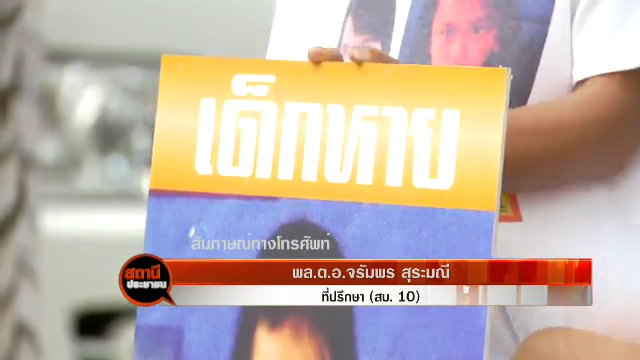 เด็กหาย
สัมภาษณ์ทางโทรศัพท์
สถานี
ประชาชน
พล.ต.อ.จรัมพร สุระมณี
ที่ปรึกษา (สบ. 10)